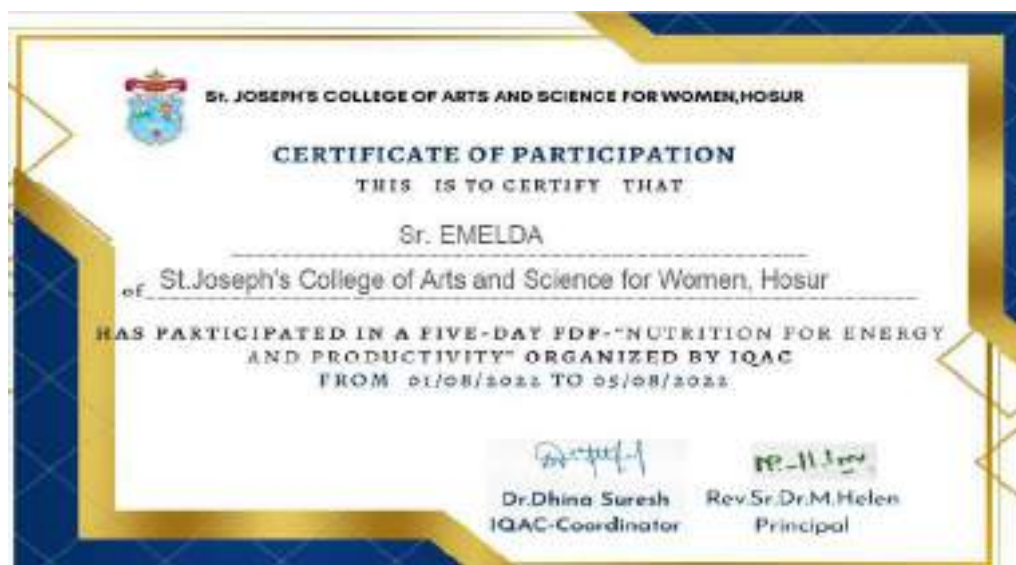 St. JOSEPH'S COLLEGE OF ARTS AND SCIENCE FOR WOMEN,HOSUR
CERTIFICATE OF PARTICIPATION
THIS IS TO CERTIFY THAT
Sr. EMELDA
of St.Joseph's College of Arts and Science for Women, Hosur
HAS PARTICIPATED IN A FIVE-DAY FDP-"NUTRITION FOR ENERGY
AND PRODUCTIVITY" ORGANIZED BY IQAC
FROM 01/08/2022 TO 05/08/2022
Dr.Dhina Suresh Rev.Sr.Dr.M.Helen
IQAC-Coordinator Principal